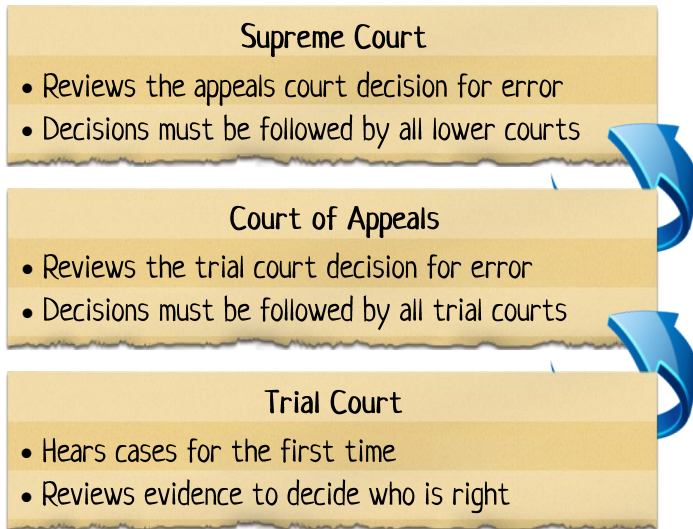 Supreme Court
• Reviews the appeals court decision for error
• Decisions must be followed by all lower courts
Court of Appeals
• Reviews the trial court decision for error
• Decisions must be followed by all trial courts
Trial Court
• Hears cases for the first time
• Reviews evidence to decide who is right